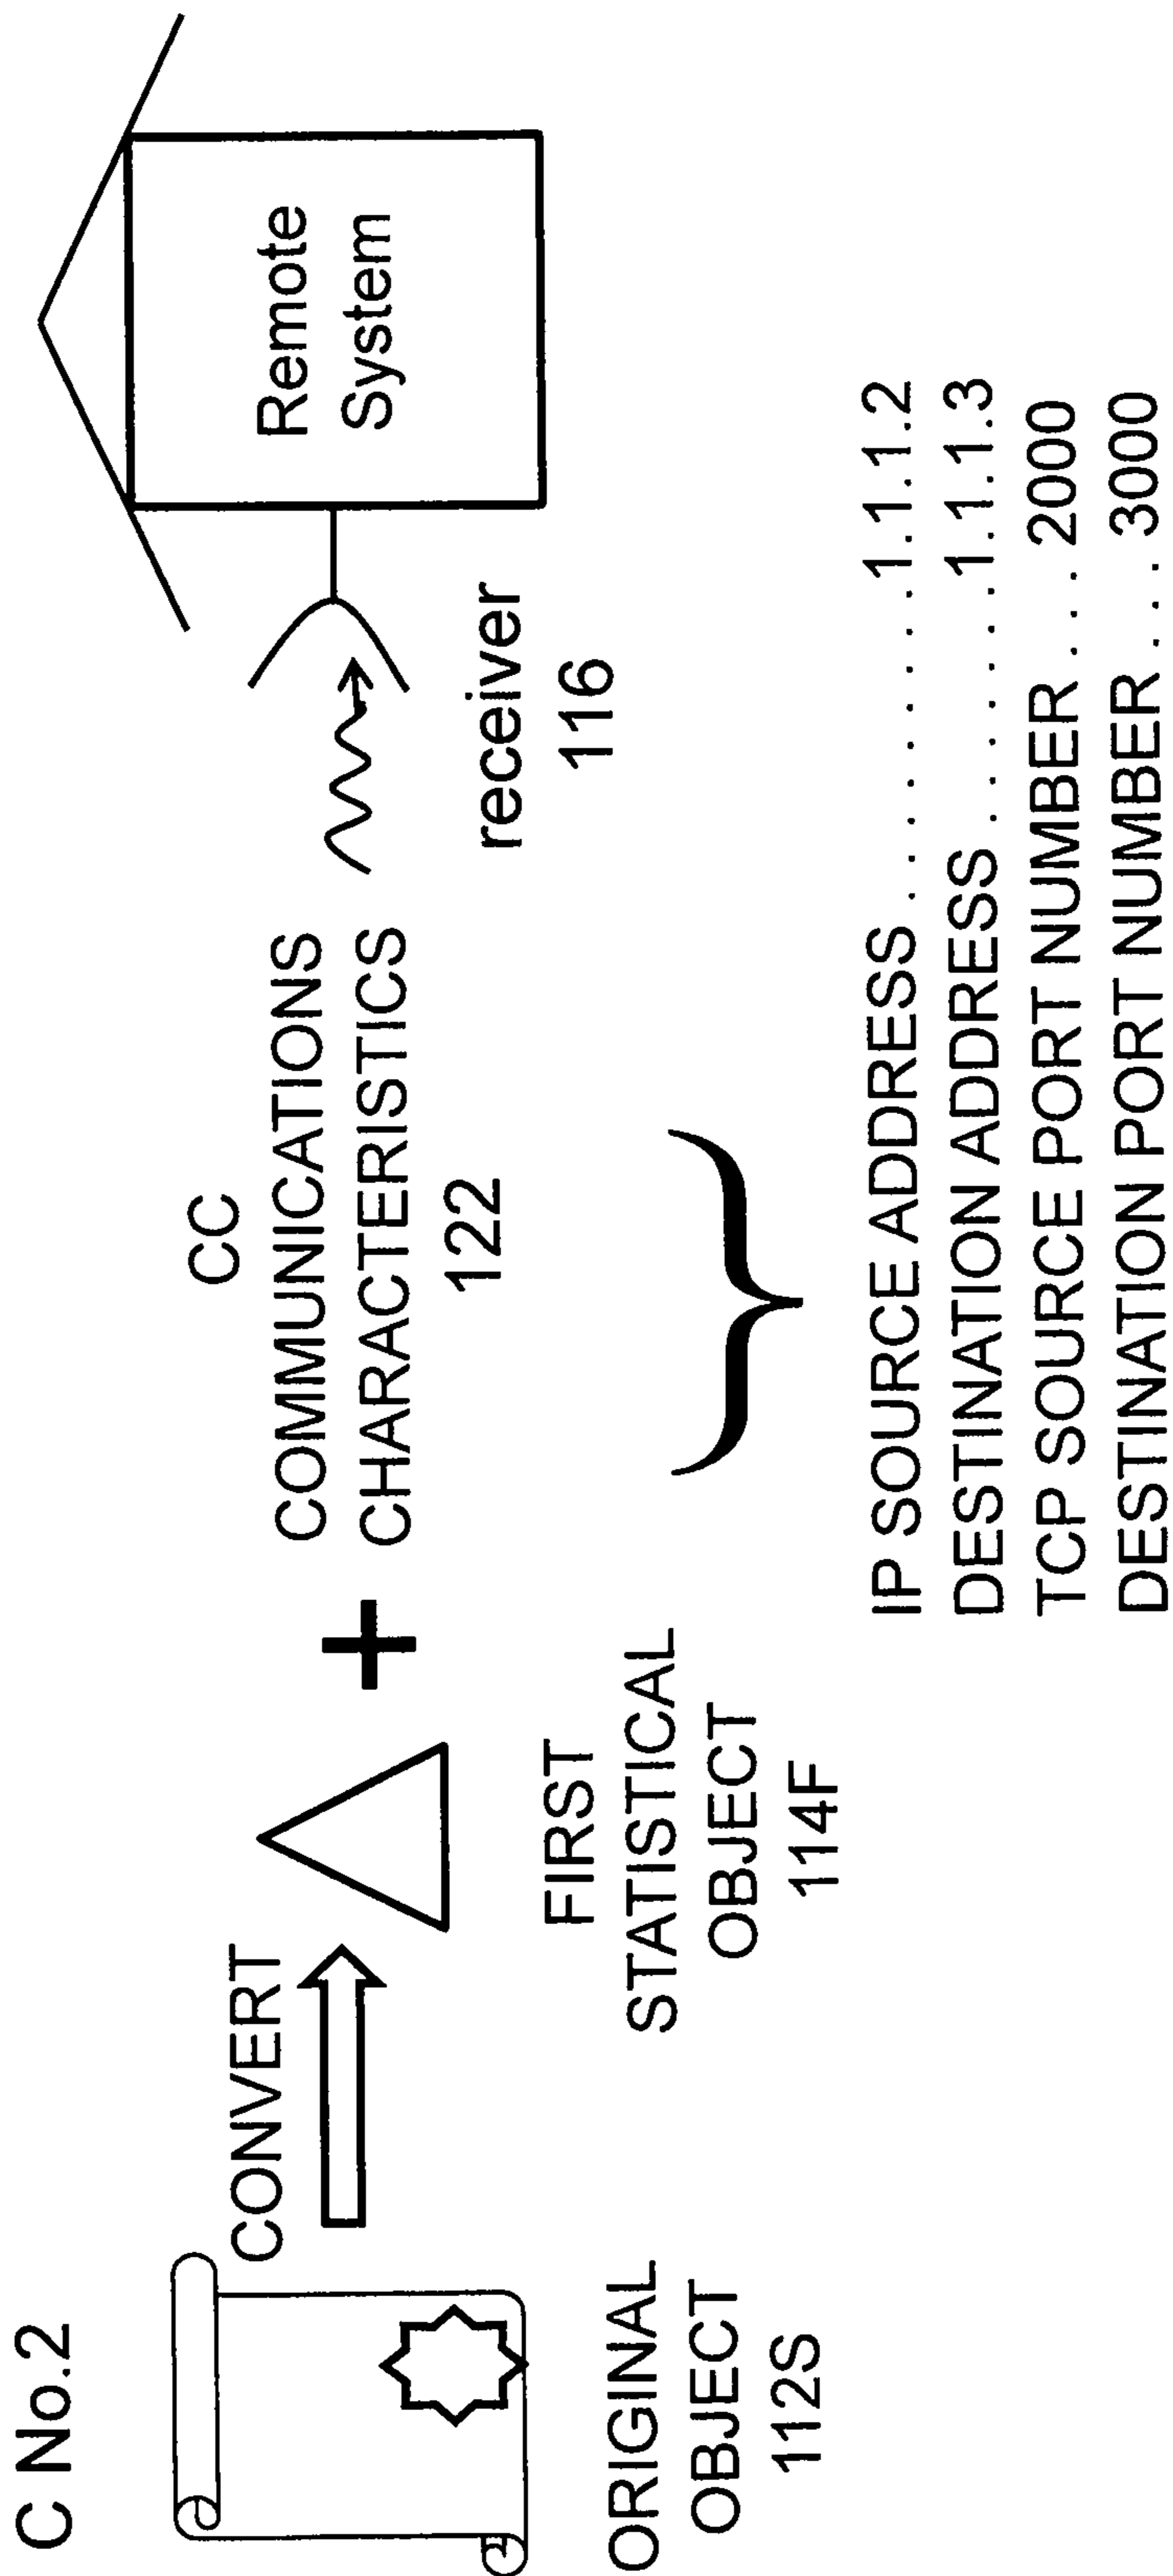 C No.2
CONVERT
ORIGINAL
OBJECT
112S
FIRST
STATISTICAL
OBJECT
114F
+
CC
COMMUNICATIONS
CHARACTERISTICS
122
receiver
116
Remote
System
IP SOURCE ADDRESS . . . . . . . . . 1.1.1.2
DESTINATION ADDRESS . . . . . . . 1.1.1.3
TCP SOURCE PORT NUMBER . . . 2000
DESTINATION PORT NUMBER . . . 3000